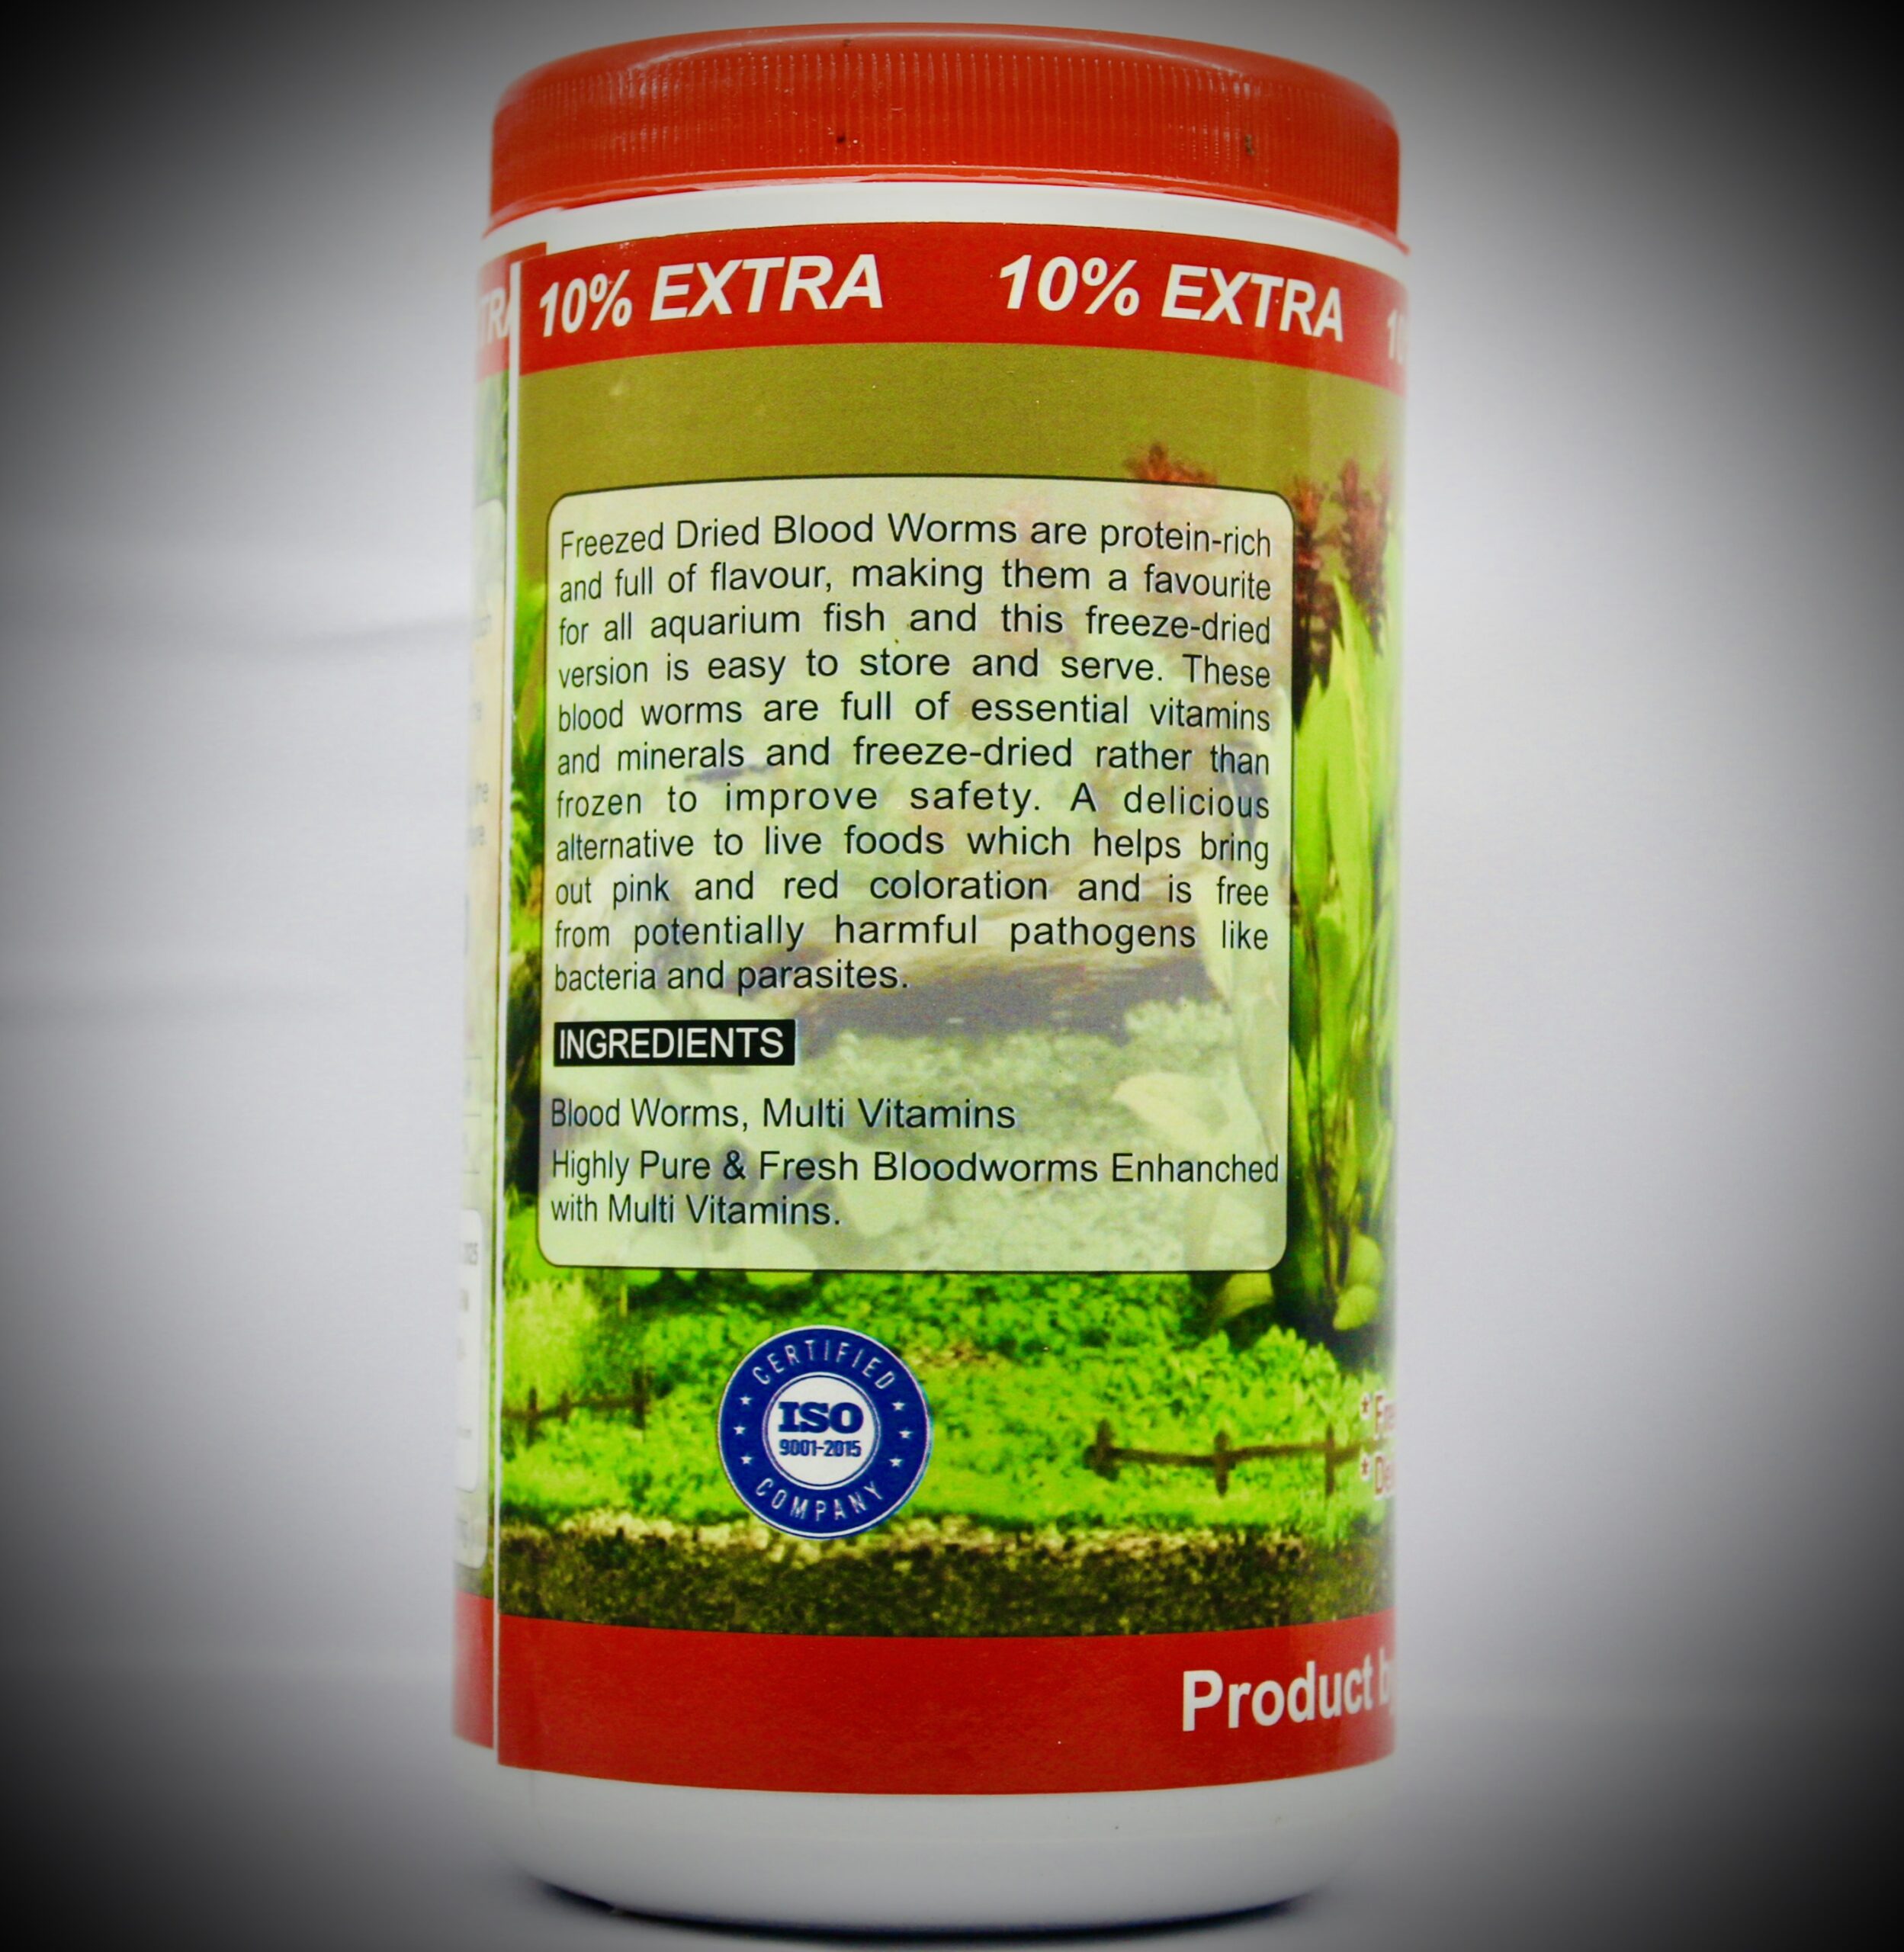 10% EXTRA 10% EXTRA
Freezed Dried Blood Worms are protein-rich
and full of flavour, making them a favourite
for all aquarium fish and this freeze-dried
version is easy to store and serve. These
blood worms are full of essential vitamins
and minerals and freeze-dried rather than
frozen to improve safety. A delicious
alternative to live foods which helps bring
out pink and red coloration and is free
from potentially harmful pathogens like
bacteria and parasites.
INGREDIENTS
Blood Worms, Multi Vitamins
Highly Pure & Fresh Bloodworms Enhanched
with Multi Vitamins.
CERTIFIED
ISO
9001-2015
COMPANY
Product